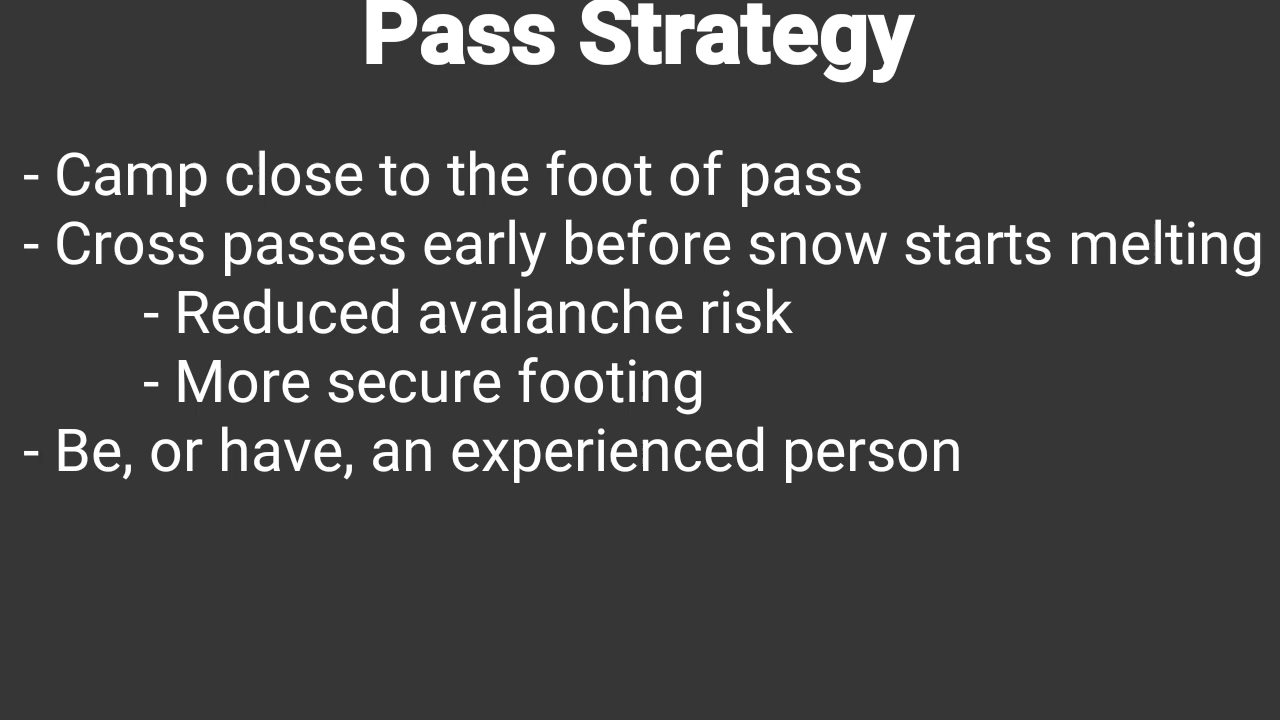 Pass Strategy
- Camp close to the foot of pass
- Cross passes early before snow starts melting
- Reduced avalanche risk
- More secure footing
- Be, or have, an experienced person